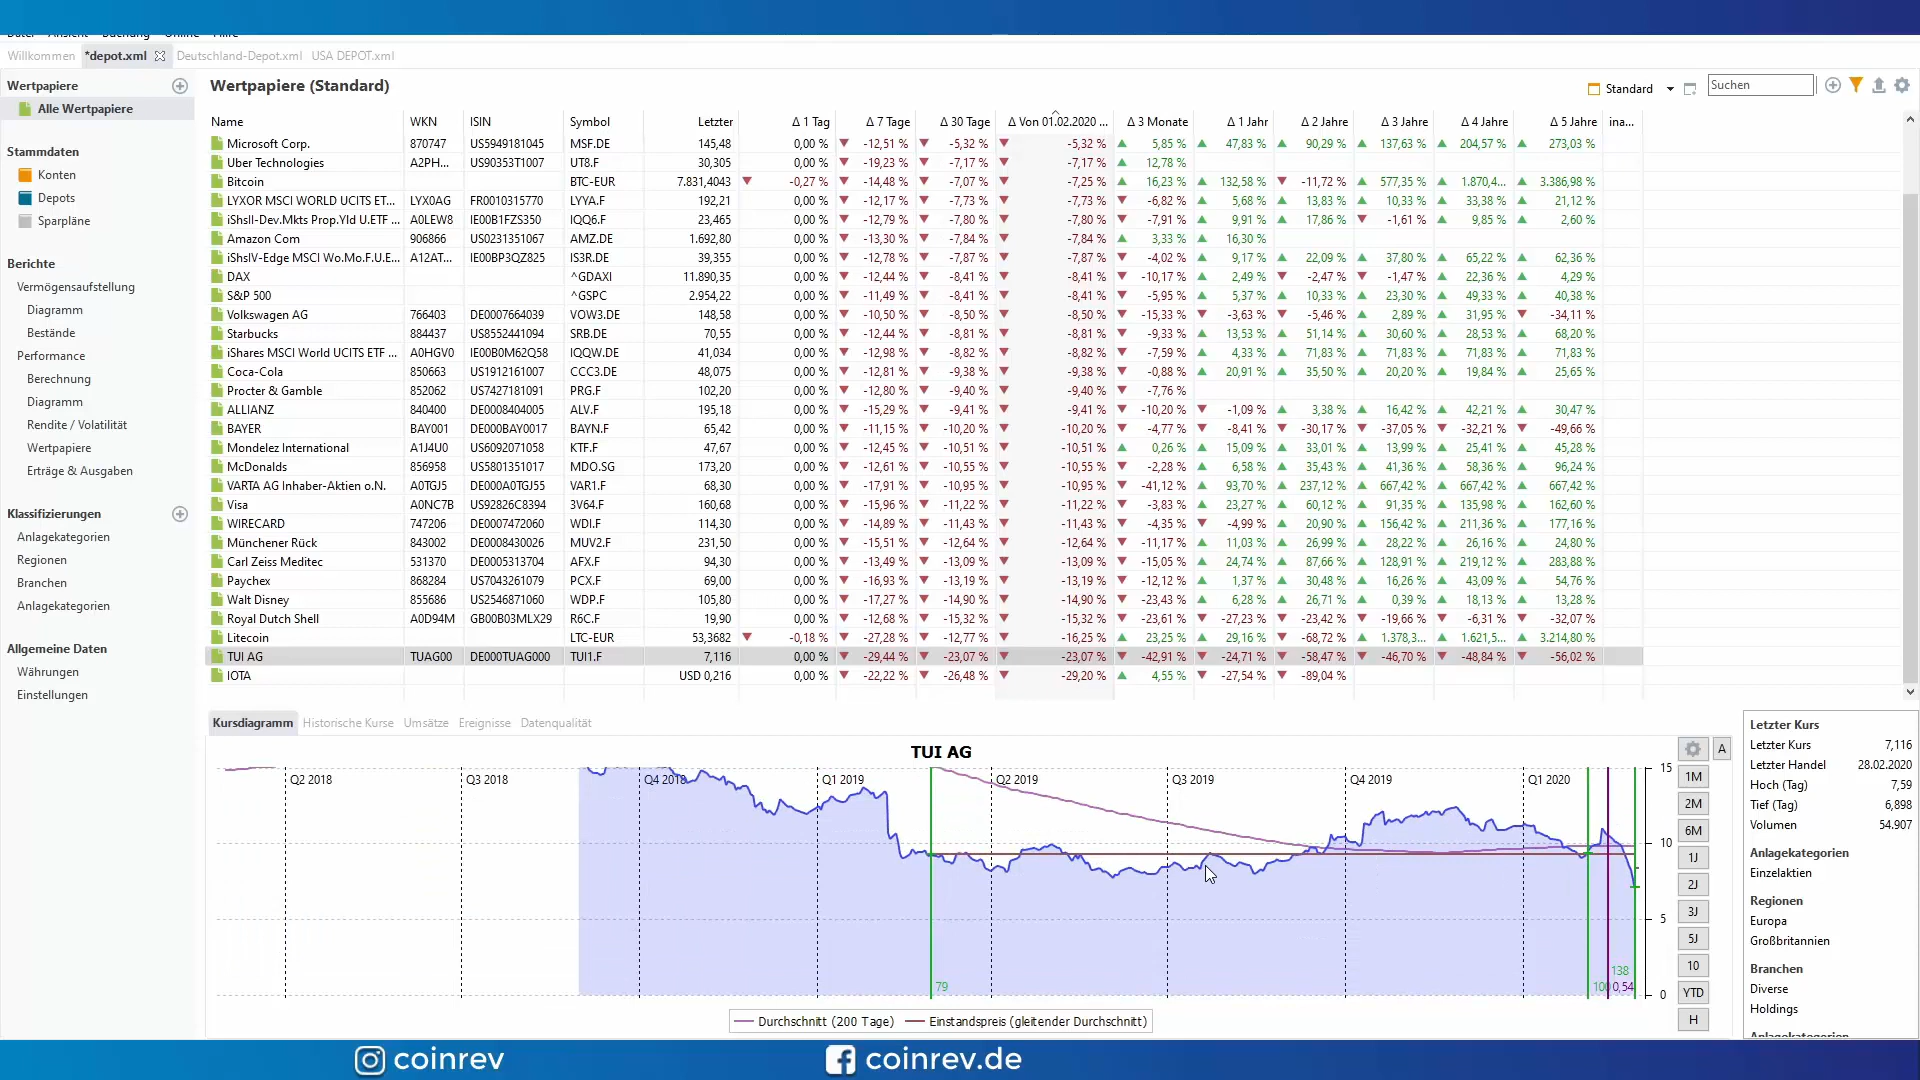 Datei Ansicht Buchung Online Hilfe
Willkommen *depot.xml Deutschland-Depot.xml USA DEPOT.xml
Wertpapiere
Alle Wertpapiere
Stammdaten
Konten
Depots
Sparpläne
Berichte
Vermögensaufstellung
Diagramm
Bestände
Performance
Berechnung
Diagramm
Rendite / Volatilität
Wertpapiere
Erträge & Ausgaben
Klassifizierungen
Anlagekategorien
Regionen
Branchen
Anlagekategorien
Allgemeine Daten
Währungen
Einstellungen
Wertpapiere (Standard)
Standard
Suchen
Name WKN ISIN Symbol Letzter Δ 1 Tag Δ 7 Tage Δ 30 Tage Δ Von 01.02.2020 ... Δ 3 Monate Δ 1 Jahr Δ 2 Jahre Δ 3 Jahre Δ 4 Jahre Δ 5 Jahre ina...
Microsoft Corp. 870747 US5949181045 MSF.DE 145,48 0,00 % -12,51 % -5,32 % -5,32 % 5,85 % 47,83 % 90,29 % 137,63 % 204,57 % 273,03 %
Uber Technologies A2PH... US90353T1007 UT8.F 30,305 0,00 % -19,23 % -7,17 % -7,17 % 12,78 %
Bitcoin BTC-EUR 7.831,4043 -0,27 % -14,48 % -7,07 % -7,25 % 16,23 % 132,58 % -11,72 % 577,35 % 1.870,4... 3.386,98 %
LYXOR MSCI WORLD UCITS ET... LYX0AG FR0010315770 LYYA.F 192,21 0,00 % -12,17 % -7,73 % -7,73 % -6,82 % 5,68 % 13,83 % 10,33 % 33,38 % 21,12 %
iShsII-Dev.Mkts Prop.Yld U.ETF ... A0LEW8 IE00B1FZS350 IQQ6.F 23,465 0,00 % -12,79 % -7,80 % -7,80 % -7,91 % 9,91 % 17,86 % -1,61 % 9,85 % 2,60 %
Amazon Com 906866 US0231351067 AMZ.DE 1.692,80 0,00 % -13,30 % -7,84 % -7,84 % 3,33 % 16,30 %
iShsIV-Edge MSCI Wo.Mo.F.U.E... A12AT... IE00BP3QZ825 IS3R.DE 39,355 0,00 % -12,78 % -7,87 % -7,87 % -4,02 % 9,17 % 22,09 % 37,80 % 65,22 % 62,36 %
DAX ^GDAXI 11.890,35 0,00 % -12,44 % -8,41 % -8,41 % -10,17 % 2,49 % -2,47 % -1,47 % 22,36 % 4,29 %
S&P 500 ^GSPC 2.954,22 0,00 % -11,49 % -8,41 % -8,41 % -5,95 % 5,37 % 10,33 % 23,30 % 49,33 % 40,38 %
Volkswagen AG 766403 DE0007664039 VOW3.DE 148,58 0,00 % -10,50 % -8,50 % -8,50 % -15,33 % -3,63 % -5,46 % 2,89 % 31,95 % -34,11 %
Starbucks 884437 US8552441094 SRB.DE 70,55 0,00 % -12,44 % -8,81 % -8,81 % -9,33 % 13,53 % 51,14 % 30,60 % 28,53 % 68,20 %
iShares MSCI World UCITS ETF ... A0HGV0 IE00B0M62Q58 IQQW.DE 41,034 0,00 % -12,98 % -8,82 % -8,82 % -7,59 % 4,33 % 71,83 % 71,83 % 71,83 % 71,83 %
Coca-Cola 850663 US1912161007 CCC3.DE 48,075 0,00 % -12,81 % -9,38 % -9,38 % -0,88 % 20,91 % 35,50 % 20,20 % 19,84 % 25,65 %
Procter & Gamble 852062 US7427181091 PRG.F 102,20 0,00 % -12,80 % -9,40 % -9,40 % -7,76 %
ALLIANZ 840400 DE0008404005 ALV.F 195,18 0,00 % -15,29 % -9,41 % -9,41 % -10,20 % -1,09 % 3,38 % 16,42 % 42,21 % 30,47 %
BAYER BAY001 DE000BAY0017 BAYN.F 65,42 0,00 % -11,15 % -10,20 % -10,20 % -4,77 % -8,41 % -30,17 % -37,05 % -32,21 % -49,66 %
Mondelez International A1J4U0 US6092071058 KTF.F 47,67 0,00 % -12,45 % -10,51 % -10,51 % 0,26 % 15,09 % 33,01 % 13,99 % 25,41 % 45,28 %
McDonalds 856958 US5801351017 MDO.SG 173,20 0,00 % -12,61 % -10,55 % -10,55 % -2,28 % 6,58 % 35,43 % 41,36 % 58,36 % 96,24 %
VARTA AG Inhaber-Aktien o.N. A0TGJ5 DE000A0TGJ55 VAR1.F 68,30 0,00 % -17,91 % -10,95 % -10,95 % -41,12 % 93,70 % 237,12 % 667,42 % 667,42 % 667,42 %
Visa A0NC7B US92826C8394 3V64.F 160,68 0,00 % -15,96 % -11,22 % -11,22 % -3,83 % 23,27 % 60,12 % 91,35 % 135,98 % 162,60 %
WIRECARD 747206 DE0007472060 WDI.F 114,30 0,00 % -14,89 % -11,43 % -11,43 % -4,35 % -4,99 % 20,90 % 156,42 % 211,36 % 177,16 %
Münchener Rück 843002 DE0008430026 MUV2.F 231,50 0,00 % -15,51 % -12,64 % -12,64 % -11,17 % 11,03 % 26,99 % 28,22 % 26,16 % 24,80 %
Carl Zeiss Meditec 531370 DE0005313704 AFX.F 94,30 0,00 % -13,49 % -13,09 % -13,09 % -15,05 % 24,74 % 87,66 % 128,91 % 219,12 % 283,88 %
Paychex 868284 US7043261079 PCX.F 69,00 0,00 % -16,93 % -13,19 % -13,19 % -12,12 % 1,37 % 30,48 % 16,26 % 43,09 % 54,76 %
Walt Disney 855686 US2546871060 WDP.F 105,80 0,00 % -17,27 % -14,90 % -14,90 % -23,43 % 6,28 % 26,71 % 0,39 % 18,13 % 13,28 %
Royal Dutch Shell A0D94M GB00B03MLX29 R6C.F 19,90 0,00 % -12,68 % -15,32 % -15,32 % -23,61 % -27,23 % -23,42 % -19,66 % -6,31 % -32,07 %
Litecoin LTC-EUR 53,3682 -0,18 % -27,28 % -12,77 % -16,25 % 23,25 % 29,16 % -68,72 % 1.378,3... 1.621,5... 3.214,80 %
TUI AG TUAG00 DE000TUAG000 TUI1.F 7,116 0,00 % -29,44 % -23,07 % -23,07 % -42,91 % -24,71 % -58,47 % -46,70 % -48,84 % -56,02 %
IOTA USD 0,216 0,00 % -22,22 % -26,48 % -29,20 % 4,55 % -27,54 % -89,04 %
Kursdiagramm Historische Kurse Umsätze Ereignisse Datenqualität
TUI AG
Q2 2018 Q3 2018 Q4 2018 Q1 2019 Q2 2019 Q3 2019 Q4 2019 Q1 2020
15
10
5
0
79
138
100 0,54
Durchschnitt (200 Tage) Einstandspreis (gleitender Durchschnitt)
A
1M
2M
6M
1J
2J
3J
5J
10
YTD
H
Letzter Kurs
Letzter Kurs 7,116
Letzter Handel 28.02.2020
Hoch (Tag) 7,59
Tief (Tag) 6,898
Volumen 54.907
Anlagekategorien
Einzelaktien
Regionen
Europa
Großbritannien
Branchen
Diverse
Holdings
Anlagekategorien
coinrev coinrev.de